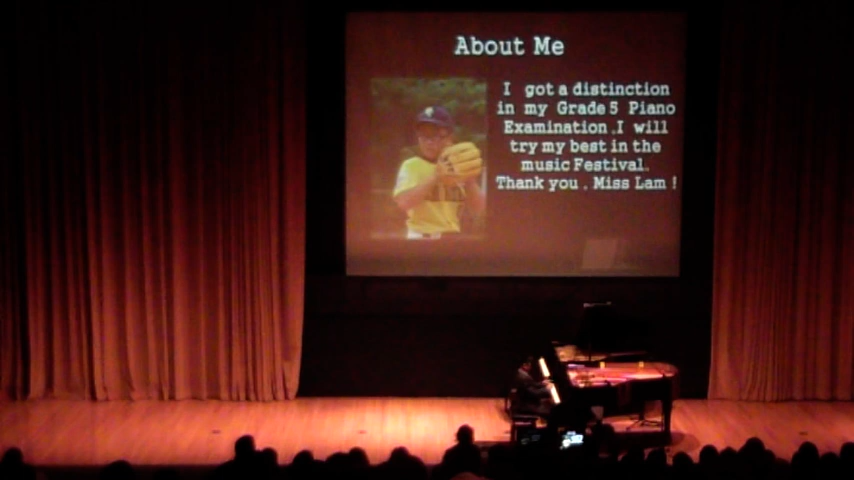 About Me
I got a distinction
in my Grade 5 Piano
Examination .I will
try my best in the
music Festival.
Thank you . Miss Lam !